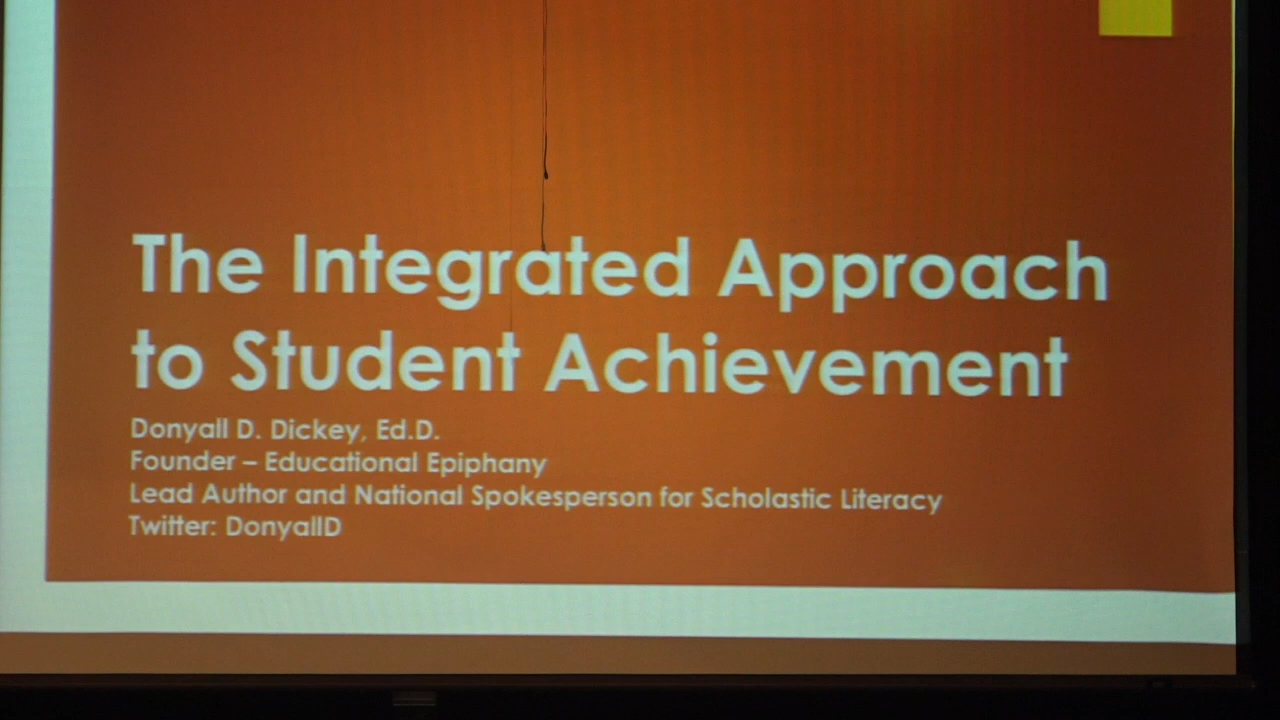 The Integrated Approach
to Student Achievement
Donyall D. Dickey, Ed.D.
Founder – Educational Epiphany
Lead Author and National Spokesperson for Scholastic Literacy
Twitter: DonyallD